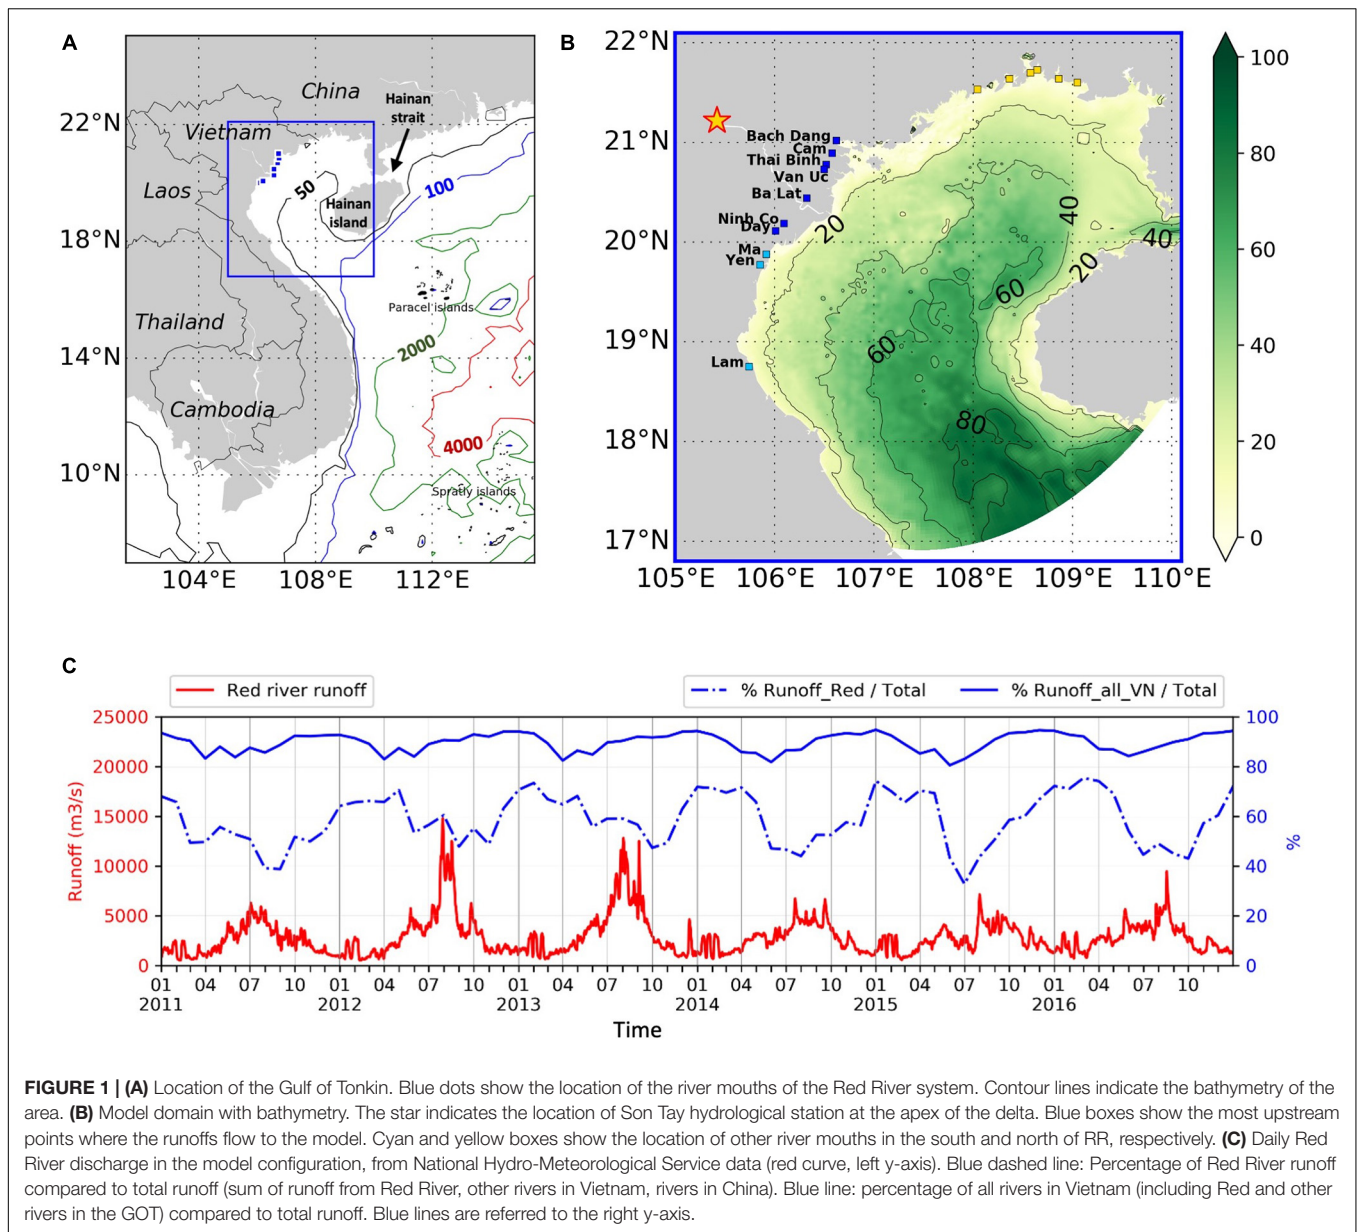 A
China
Hainan
strait
22°N
Vietnam
50
100
Laos
Hainan
island
18°N
Paracel islands
Thailand
2000
14°N
Cambodia
4000
10°N
Spratly islands
104°E 108°E 112°E
B
22°N
21°N
Bach Dang
Cam
Thai Binh
Van Uc
Ba Lat
Ninh Co
Day
20°N
Ma
Yen
20
40
40
20
60
19°N
60
Lam
80
18°N
17°N
105°E 106°E 107°E 108°E 109°E 110°E
100
80
60
40
20
0
C
Red river runoff
% Runoff_Red / Total
% Runoff_all_VN / Total
25000
20000
15000
10000
5000
0
Runoff (m3/s)
100
80
60
40
20
0
%
01 04 07 10 01 04 07 10 01 04 07 10 01 04 07 10 01 04 07 10 01 04 07 10
2011 2012 2013 2014 2015 2016
Time
FIGURE 1 | (A) Location of the Gulf of Tonkin. Blue dots show the location of the river mouths of the Red River system. Contour lines indicate the bathymetry of the
area. (B) Model domain with bathymetry. The star indicates the location of Son Tay hydrological station at the apex of the delta. Blue boxes show the most upstream
points where the runoffs flow to the model. Cyan and yellow boxes show the location of other river mouths in the south and north of RR, respectively. (C) Daily Red
River discharge in the model configuration, from National Hydro-Meteorological Service data (red curve, left y-axis). Blue dashed line: Percentage of Red River runoff
compared to total runoff (sum of runoff from Red River, other rivers in Vietnam, rivers in China). Blue line: percentage of all rivers in Vietnam (including Red and other
rivers in the GOT) compared to total runoff. Blue lines are referred to the right y-axis.